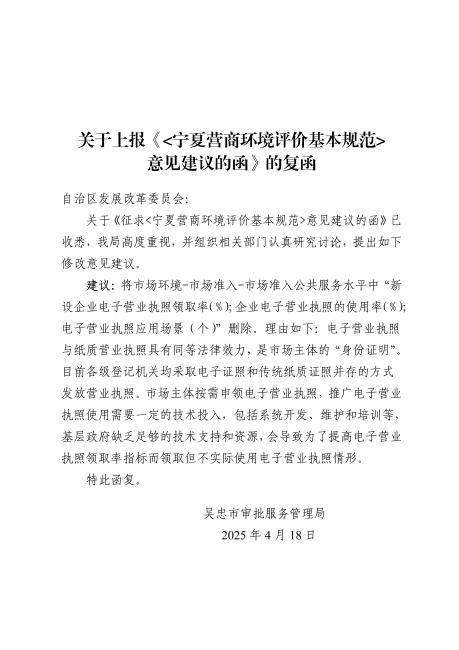 关于上报《<宁夏营商环境评价基本规范>
意见建议的函》的复函
自治区发展改革委员会：
关于《征求<宁夏营商环境评价基本规范>意见建议的函》已
收悉，我局高度重视，并组织相关部门认真研究讨论，提出如下
修改意见建议。
建议：将市场环境-市场准入-市场准入公共服务水平中“新
设企业电子营业执照领取率(%)；企业电子营业执照的使用率(%)；
电子营业执照应用场景（个）”删除。理由如下：电子营业执照
与纸质营业执照具有同等法律效力，是市场主体的“身份证明”。
目前各级登记机关均采取电子证照和传统纸质证照并存的方式
发放营业执照。市场主体按需申领电子营业执照，推广电子营业
执照使用需要一定的技术投入，包括系统开发、维护和培训等，
基层政府缺乏足够的技术支持和资源，会导致为了提高电子营业
执照领取率指标而领取但不实际使用电子营业执照情形。
特此函复。
吴忠市审批服务管理局
2025 年 4 月 18 日